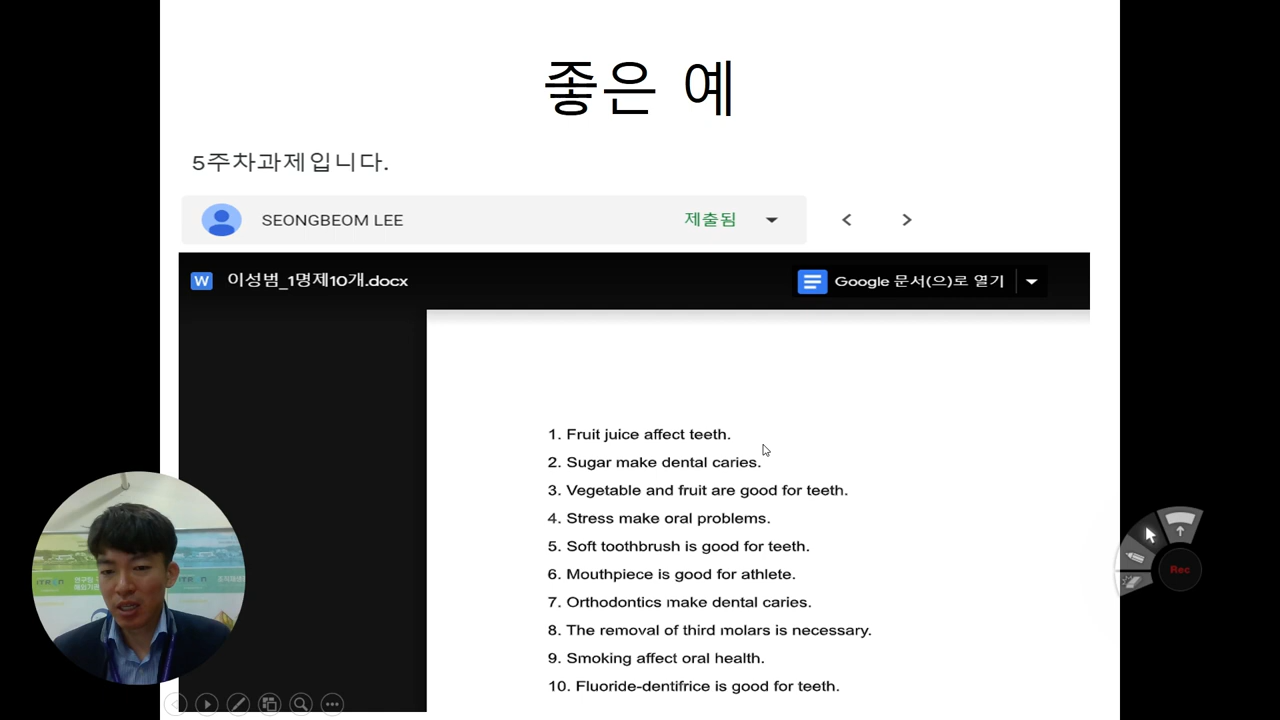 좋은 예
5주차과제입니다.
SEONGBEOM LEE 제출됨
W 이성범_1명제10개.docx Google 문서(으)로 열기
1. Fruit juice affect teeth.
2. Sugar make dental caries.
3. Vegetable and fruit are good for teeth.
4. Stress make oral problems.
5. Soft toothbrush is good for teeth.
6. Mouthpiece is good for athlete.
7. Orthodontics make dental caries.
8. The removal of third molars is necessary.
9. Smoking affect oral health.
10. Fluoride-dentifrice is good for teeth.
Rec